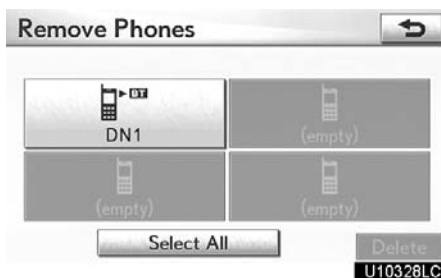 Remove Phones
BT
DN1
(empty)
(empty)
(empty)
Select All
Delete
U10328LC